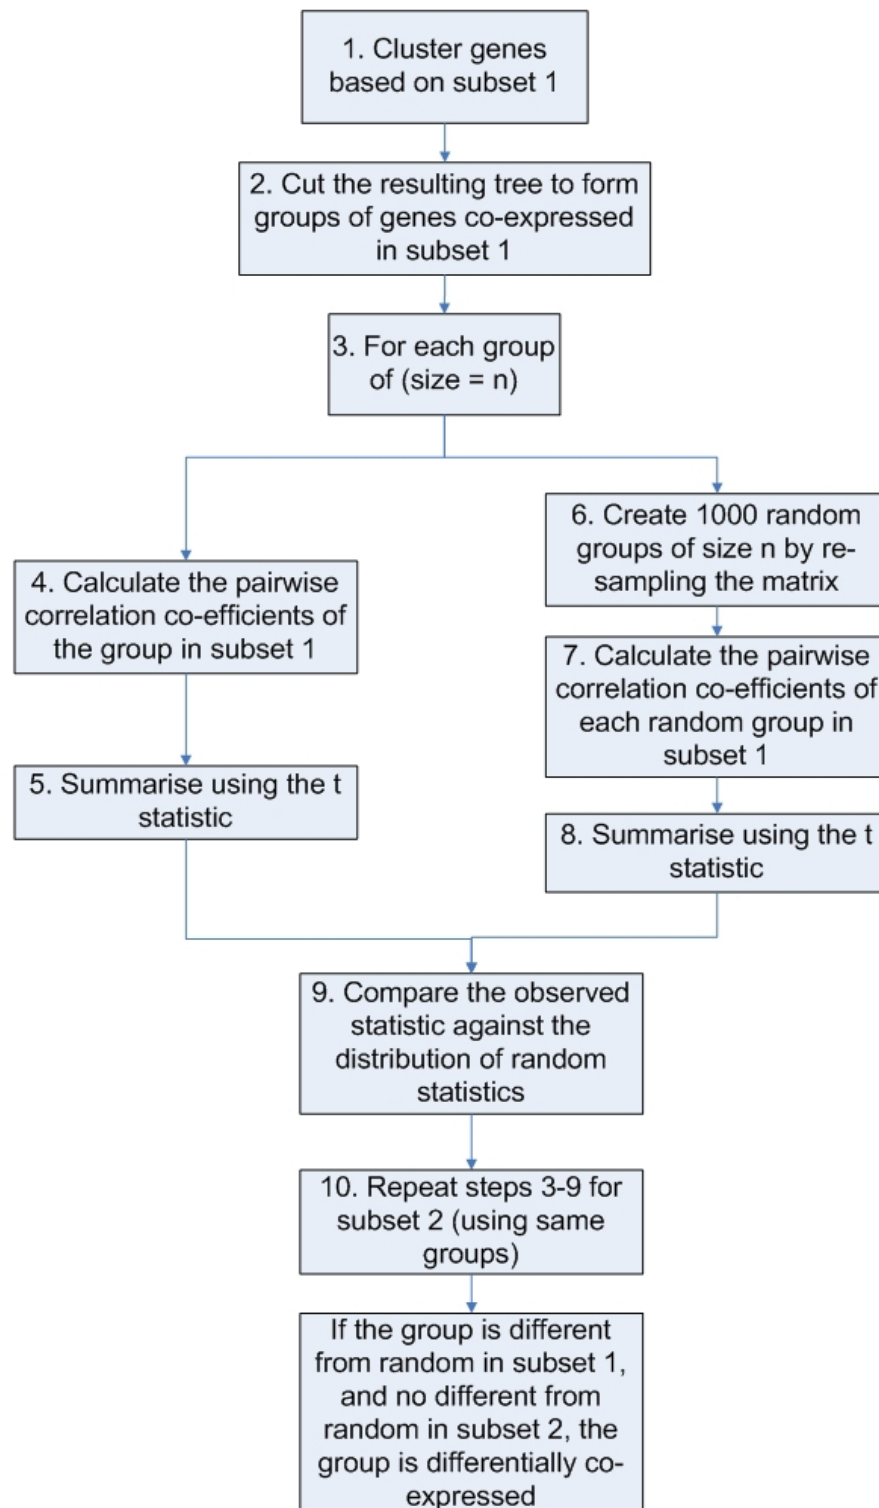 1. Cluster genes
based on subset 1
2. Cut the resulting tree to form
groups of genes co-expressed
in subset 1
3. For each group
of (size = n)
4. Calculate the pairwise
correlation co-efficients of
the group in subset 1
5. Summarise using the t
statistic
6. Create 1000 random
groups of size n by re-
sampling the matrix
7. Calculate the pairwise
correlation co-efficients of
each random group in
subset 1
8. Summarise using the t
statistic
9. Compare the observed
statistic against the
distribution of random
statistics
10. Repeat steps 3-9 for
subset 2 (using same
groups)
If the group is different
from random in subset 1,
and no different from
random in subset 2, the
group is differentially co-
expressed